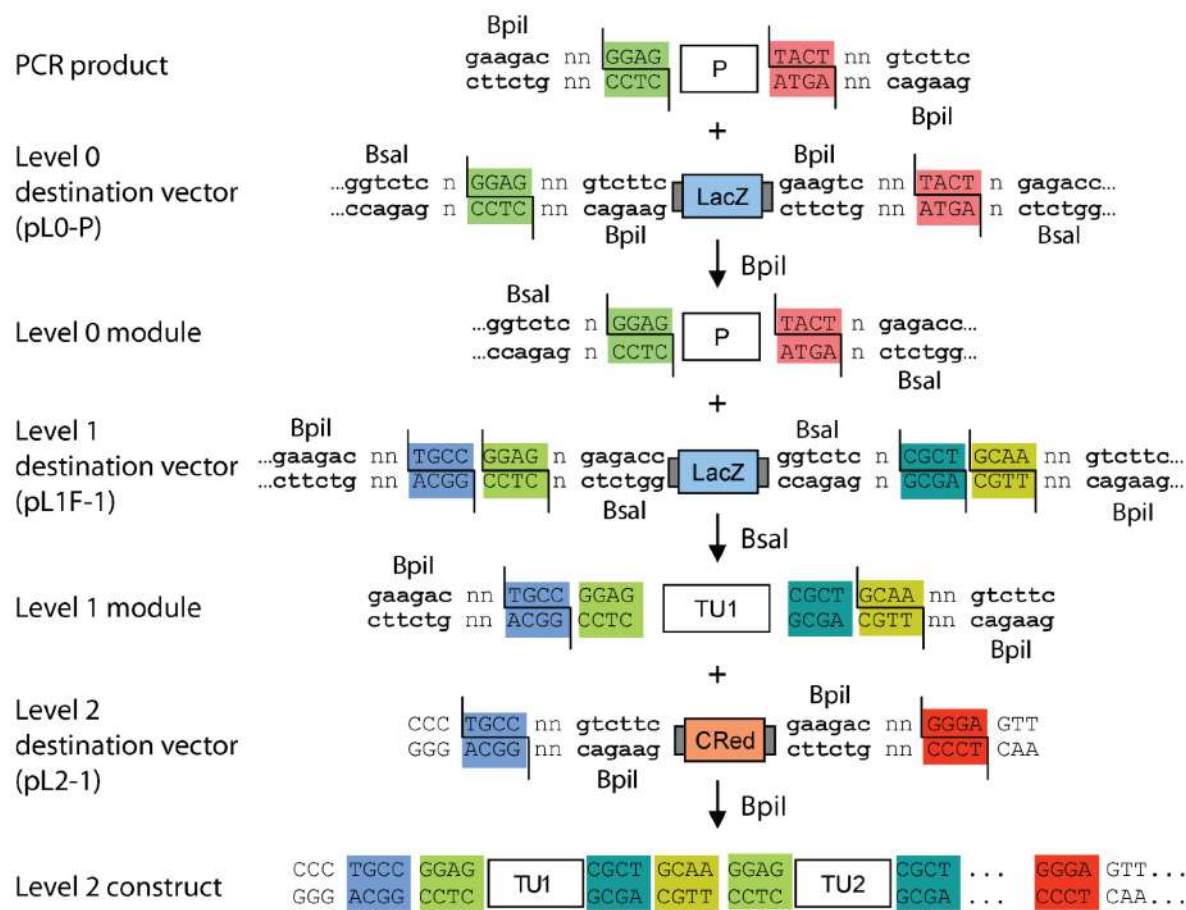 BpiI
PCR product
gaagac nn GGAG P TACT nn gtcttc
cttctg nn CCTC ATGA nn cagaag
BpiI
+
Level 0
destination vector
(pL0-P)
BsaI BpiI
...ggtctc n GGAG nn gtcttc LacZ gaagtc nn TACT n gagacc...
...ccagag n CCTC nn cagaag cttctg nn ATGA n ctctgg...
BpiI BsaI
BpiI
Level 0 module
BsaI
...ggtctc n GGAG P TACT n gagacc...
...ccagag n CCTC ATGA n ctctgg...
BsaI
+
Level 1
destination vector
(pL1F-1)
BpiI BsaI
...gaagac nn TGCC GGAG n gagacc LacZ ggtctc n CGCT GCAA nn gtcttc...
...cttctg nn ACGG CCTC n ctctgg ccagag n GCGA CGTT nn cagaag...
BsaI BpiI
BsaI
Level 1 module
BpiI
gaagac nn TGCC GGAG TU1 CGCT GCAA nn gtcttc
cttctg nn ACGG CCTC GCGA CGTT nn cagaag
BpiI
+
Level 2
destination vector
(pL2-1)
BpiI
CCC TGCC nn gtcttc CRed gaagac nn GGGA GTT
GGG ACGG nn cagaag cttctg nn CCCT CAA
BpiI
BpiI
Level 2 construct
CCC TGCC GGAG TU1 CGCT GCAA GGAG TU2 CGCT ... GGGA GTT...
GGG ACGG CCTC GCGA CGTT CCTC GCGA ... CCCT CAA...